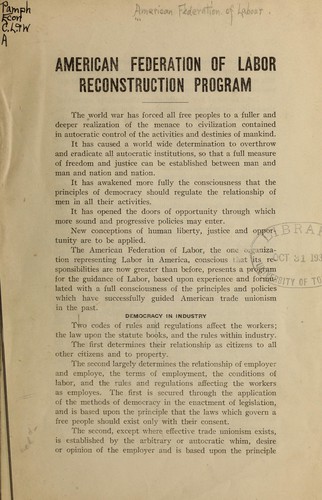 Pamph
Econ
A
American Federation of Labor.
AMERICAN FEDERATION OF LABOR
RECONSTRUCTION PROGRAM
The world war has forced all free peoples to a fuller and
deeper realization of the menace to civilization contained
in autocratic control of the activities and destinies of mankind.
It has caused a world wide determination to overthrow
and eradicate all autocratic institutions, so that a full measure
of freedom and justice can be established between man and
man and nation and nation.
It has awakened more fully the consciousness that the
principles of democracy should regulate the relationship of
men in all their activities.
It has opened the doors of opportunity through which
more sound and progressive policies may enter.
New conceptions of human liberty, justice and oppor-
tunity are to be applied.
The American Federation of Labor, the one organiza-
tion representing Labor in America, conscious that its re-
sponsibilities are now greater than before, presents a program
for the guidance of Labor, based upon experience and formu-
lated with a full consciousness of the principles and policies
which have successfully guided American trade unionism
in the past.
DEMOCRACY IN INDUSTRY
Two codes of rules and regulations affect the workers;
the law upon the statute books, and the rules within industry.
The first determines their relationship as citizens to all
other citizens and to property.
The second largely determines the relationship of employer
and employe, the terms of employment, the conditions of
labor, and the rules and regulations affecting the workers
as employes. The first is secured through the application
of the methods of democracy in the enactment of legislation,
and is based upon the principle that the laws which govern a
free people should exist only with their consent.
The second, except where effective trade unionism exists,
is established by the arbitrary or autocratic whim, desire
or opinion of the employer and is based upon the principle